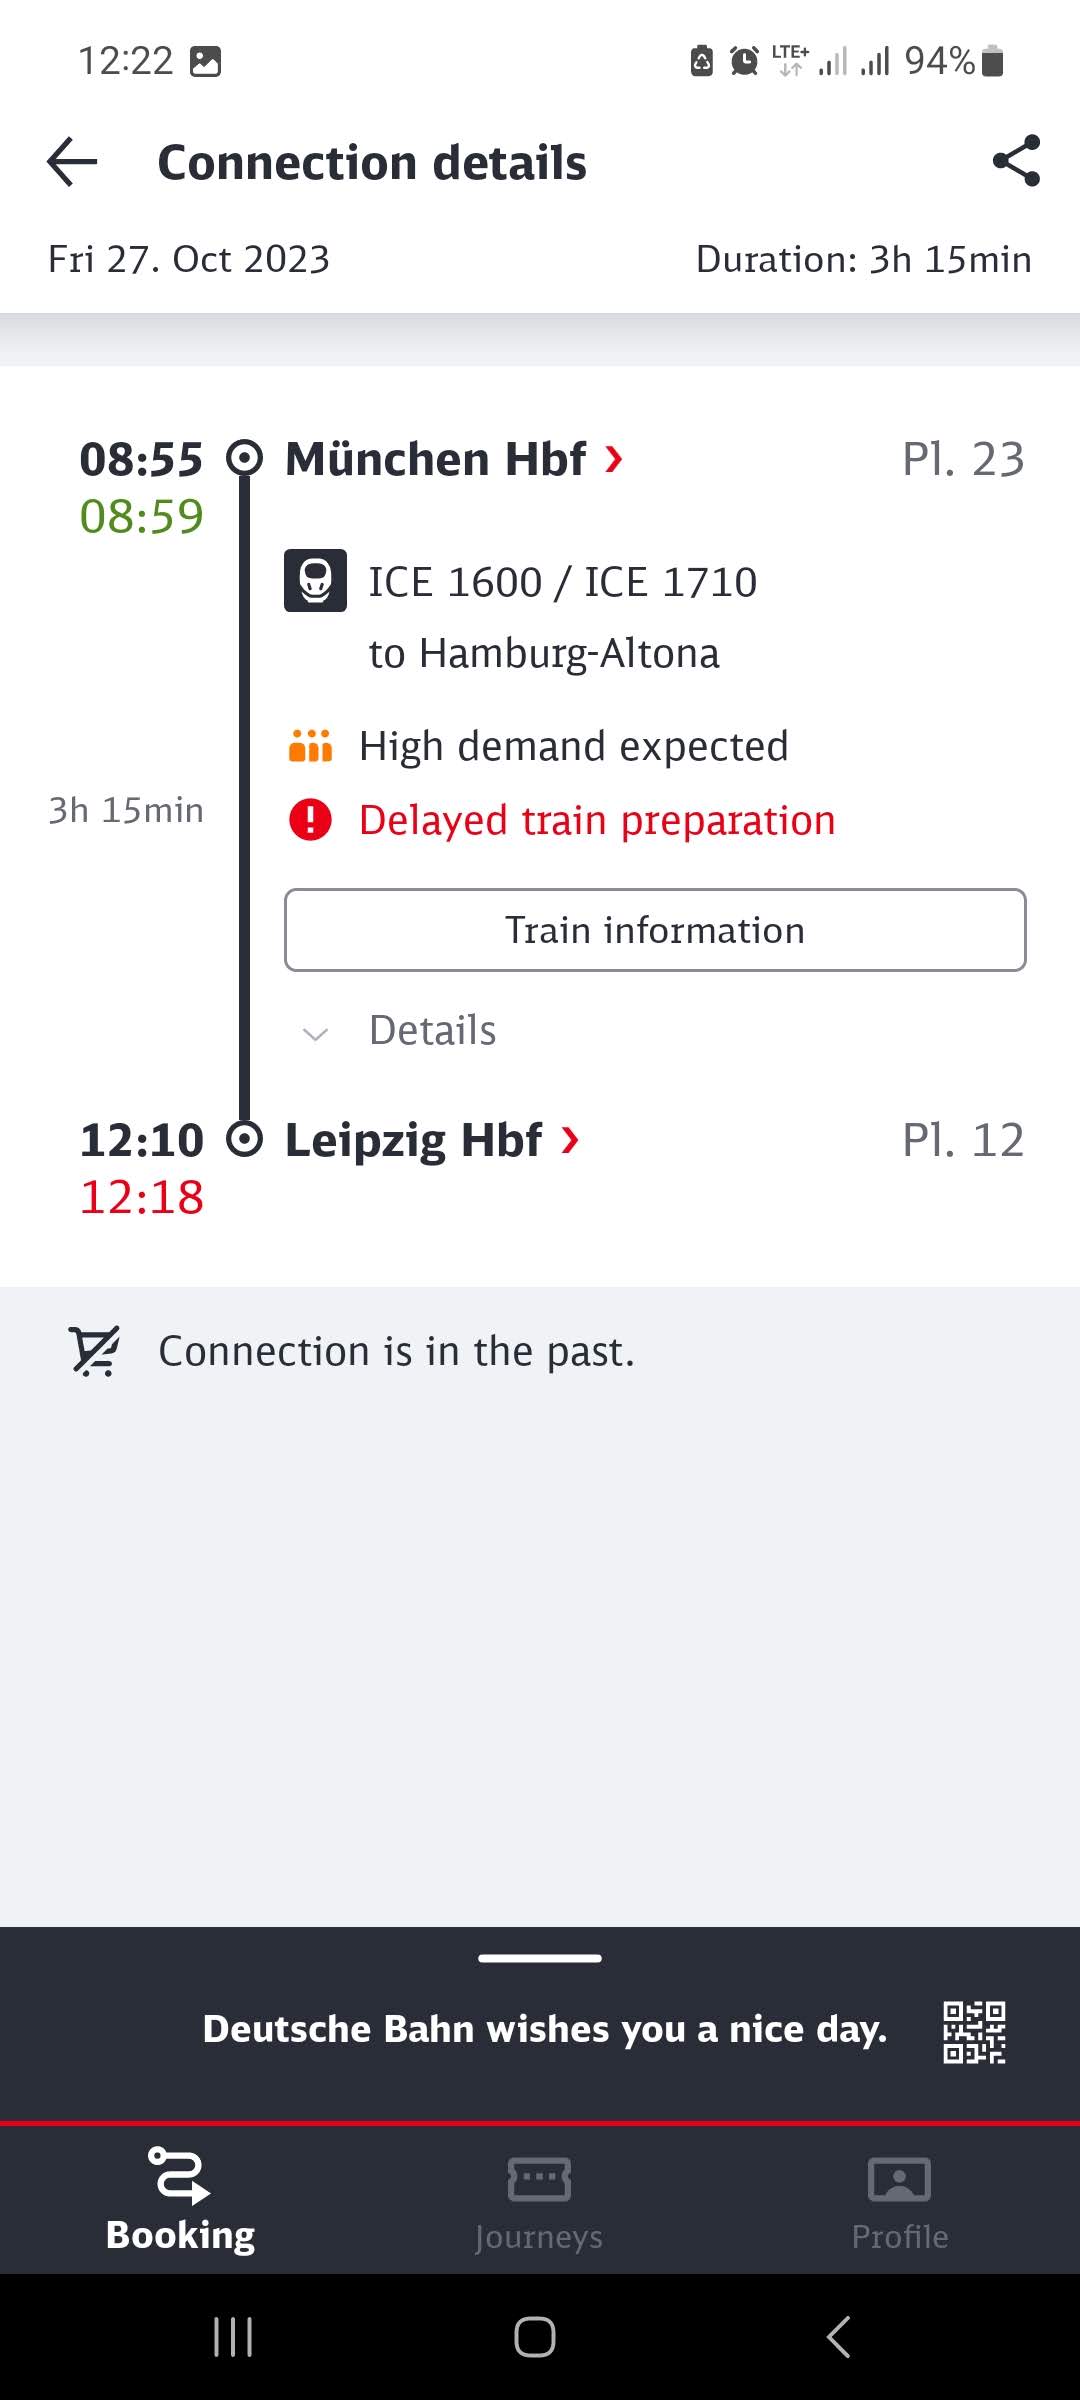 12:22
LTE+
94%
Connection details
Fri 27. Oct 2023
Duration: 3h 15min
08:55
München Hbf
Pl. 23
08:59
ICE 1600 / ICE 1710
to Hamburg-Altona
High demand expected
3h 15min
Delayed train preparation
Train information
Details
12:10
Leipzig Hbf
Pl. 12
12:18
Connection is in the past.
Deutsche Bahn wishes you a nice day.
Booking
Journeys
Profile